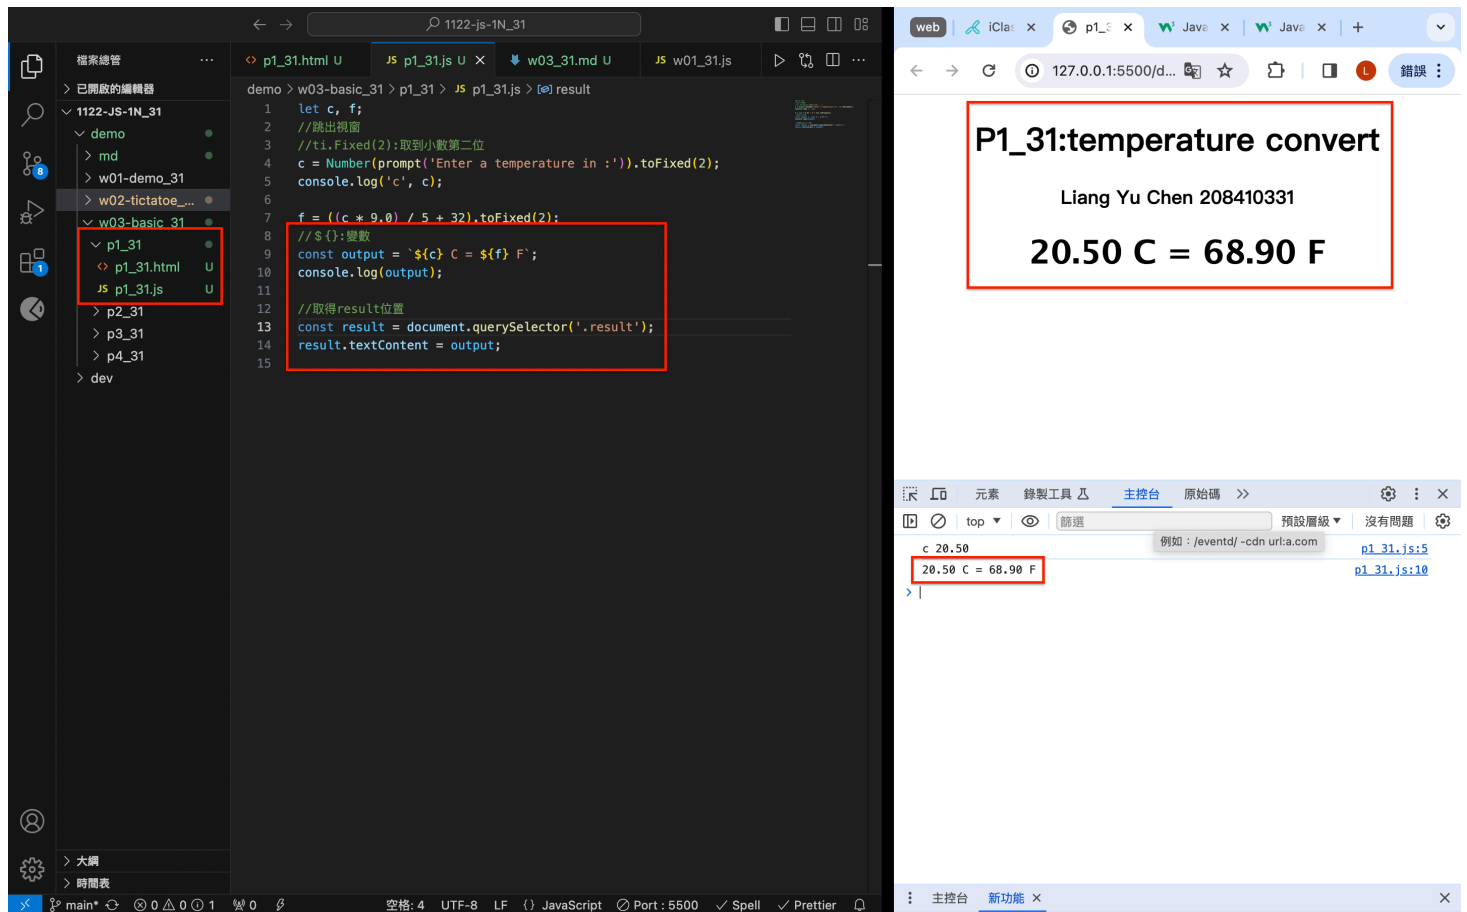 1122-js-1N_31
檔案總管
已開啟的編輯器
1122-JS-1N_31
demo
md
w01-demo_31
w02-tictatoe_...
w03-basic_31
p1_31
p1_31.html U
JS p1_31.js U
p2_31
p3_31
p4_31
dev
大綱
時間表
8
1
p1_31.html U
JS p1_31.js U
w03_31.md U
JS w01_31.js
demo > w03-basic_31 > p1_31 > JS p1_31.js > result
1 let c, f;
2 //跳出視窗
3 //ti.Fixed(2):取到小數第二位
4 c = Number(prompt('Enter a temperature in :')).toFixed(2);
5 console.log('c', c);
6
7 f = ((c * 9.0) / 5 + 32).toFixed(2);
8 //＄{}:變數
9 const output = `${c} C = ${f} F`;
10 console.log(output);
11
12 //取得result位置
13 const result = document.querySelector('.result');
14 result.textContent = output;
15
main* 0 0 1 0 空格: 4 UTF-8 LF {} JavaScript Port : 5500 Spell Prettier
web iClas p1_3 Java Java
127.0.0.1:5500/d... L 錯誤
P1_31:temperature convert
Liang Yu Chen 208410331
20.50 C = 68.90 F
元素 錄製工具 主控台 原始碼
top 篩選 預設層級 沒有問題
例如：/eventd/ -cdn url:a.com
c 20.50 p1_31.js:5
20.50 C = 68.90 F p1_31.js:10
主控台 新功能